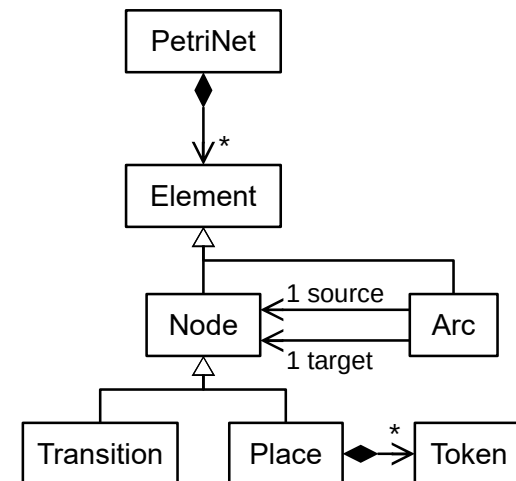 PetriNet
*
Element
1 source
Node
Arc
1 target
*
Transition
Place
Token